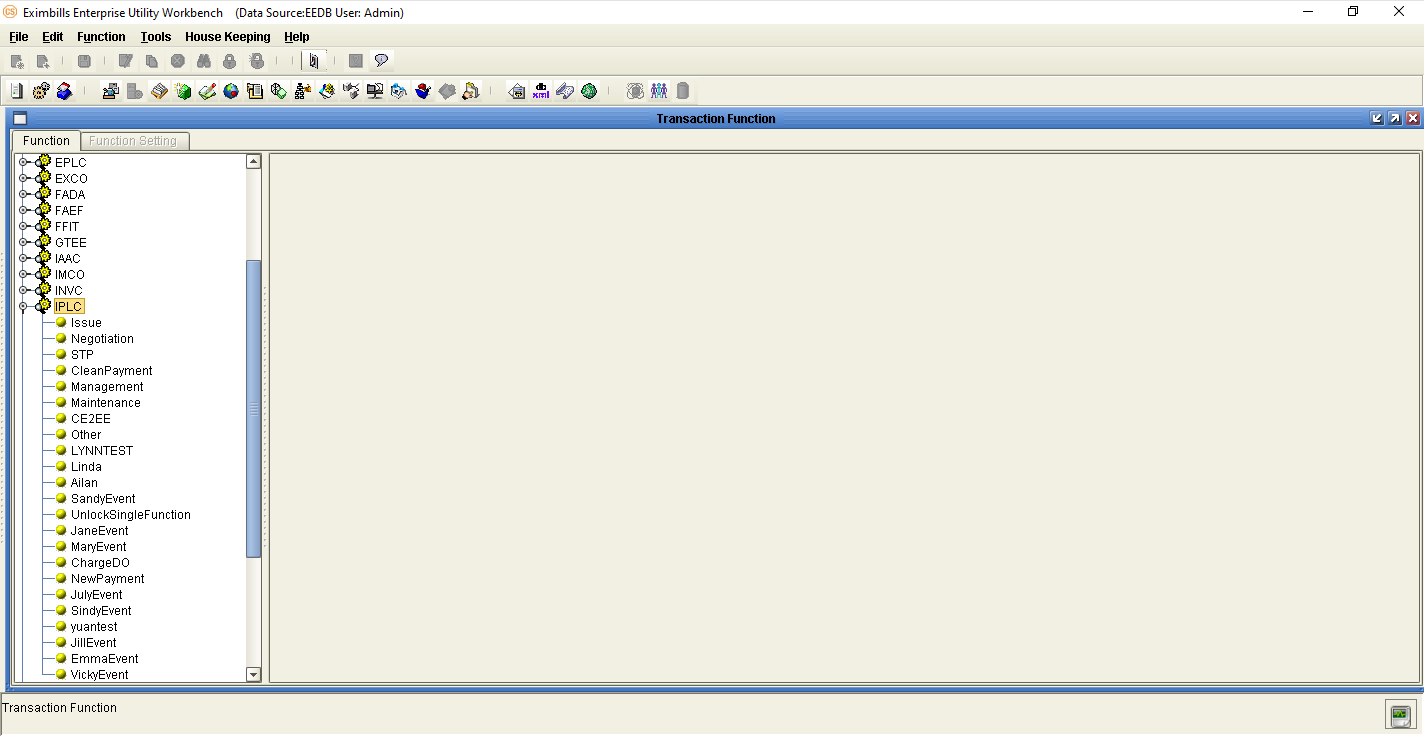 Eximbills Enterprise Utility Workbench (Data Source:EEDB User: Admin)
File Edit Function Tools House Keeping Help
Transaction Function
Function Function Setting
EPLC
EXCO
FADA
FAEF
FFIT
GTEE
IAAC
IMCO
INVC
IPLC
Issue
Negotiation
STP
CleanPayment
Management
Maintenance
CE2EE
Other
LYNNTEST
Linda
Ailan
SandyEvent
UnlockSingleFunction
JaneEvent
MaryEvent
ChargeDO
NewPayment
JulyEvent
SindyEvent
yuantest
JillEvent
EmmaEvent
VickyEvent
Transaction Function